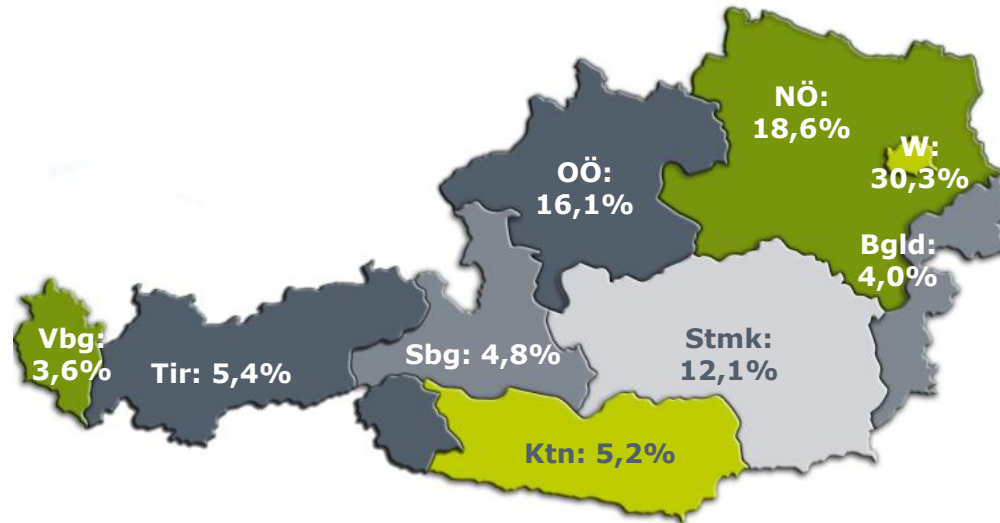 NÖ:
18,6%
W:
30,3%
OÖ:
16,1%
Bgld:
4,0%
Vbg:
3,6%
Tir: 5,4%
Sbg: 4,8%
Stmk:
12,1%
Ktn: 5,2%